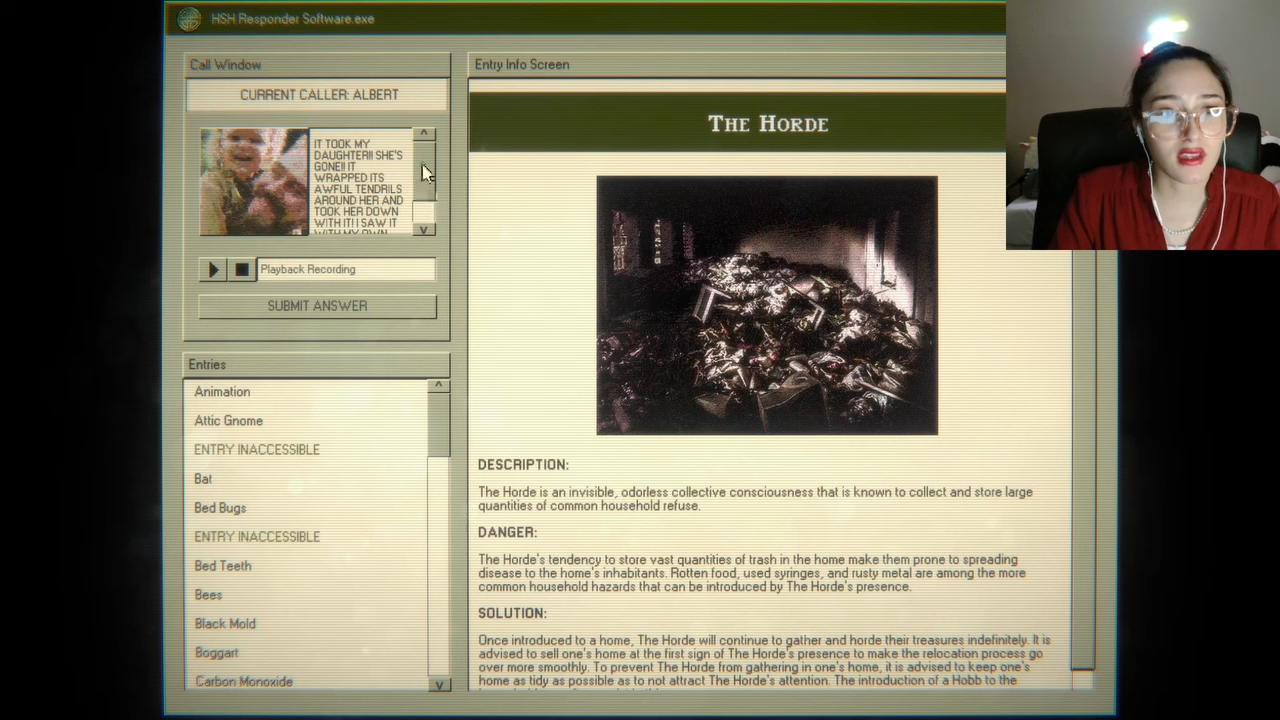 HSH Responder Software.exe
Call Window
CURRENT CALLER: ALBERT
IT TOOK MY
DAUGHTER!! SHE'S
GONE!! IT
WRAPPED ITS
AWFUL TENDRILS
AROUND HER AND
TOOK HER DOWN
WITH IT! I SAW IT
WITH MY OWN
Playback Recording
SUBMIT ANSWER
Entries
Animation
Attic Gnome
ENTRY INACCESSIBLE
Bat
Bed Bugs
ENTRY INACCESSIBLE
Bed Teeth
Bees
Black Mold
Boggart
Carbon Monoxide
Entry Info Screen
The Horde
DESCRIPTION:
The Horde is an invisible, odorless collective consciousness that is known to collect and store large
quantities of common household refuse.
DANGER:
The Horde's tendency to store vast quantities of trash in the home make them prone to spreading
disease to the home's inhabitants. Rotten food, used syringes, and rusty metal are among the more
common household hazards that can be introduced by The Horde's presence.
SOLUTION:
Once introduced to a home, The Horde will continue to gather and horde their treasures indefinitely. It is
advised to sell one's home at the first sign of The Horde's presence to make the relocation process go
over more smoothly. To prevent The Horde from gathering in one's home, it is advised to keep one's
home as tidy as possible as to not attract The Horde's attention. The introduction of a Hobb to the